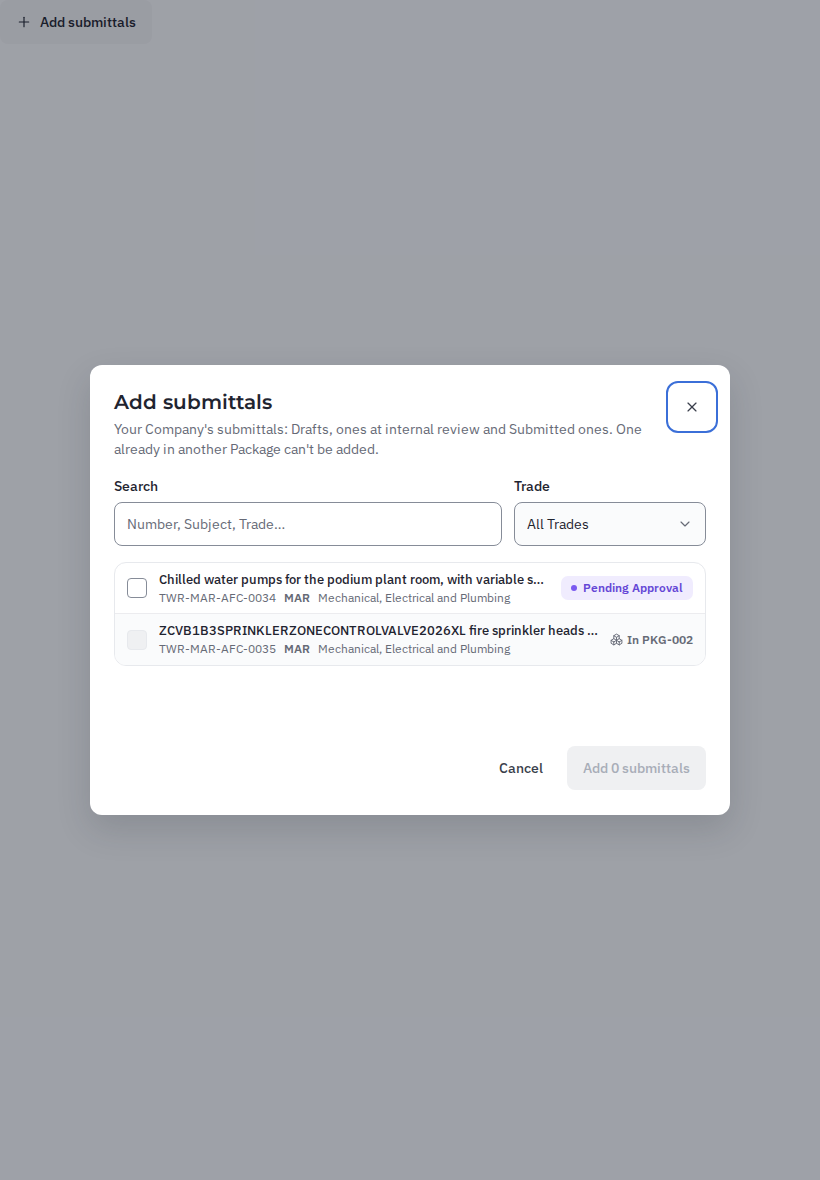 Add submittals
Add submittals
Your Company's submittals: Drafts, ones at internal review and Submitted ones. One
already in another Package can't be added.
Search
Trade
Number, Subject, Trade...
All Trades
Chilled water pumps for the podium plant room, with variable s...
TWR-MAR-AFC-0034 MAR Mechanical, Electrical and Plumbing
Pending Approval
ZCVB1B3SPRINKLERZONECONTROLVALVE2026XL fire sprinkler heads ...
TWR-MAR-AFC-0035 MAR Mechanical, Electrical and Plumbing
In PKG-002
Cancel
Add 0 submittals